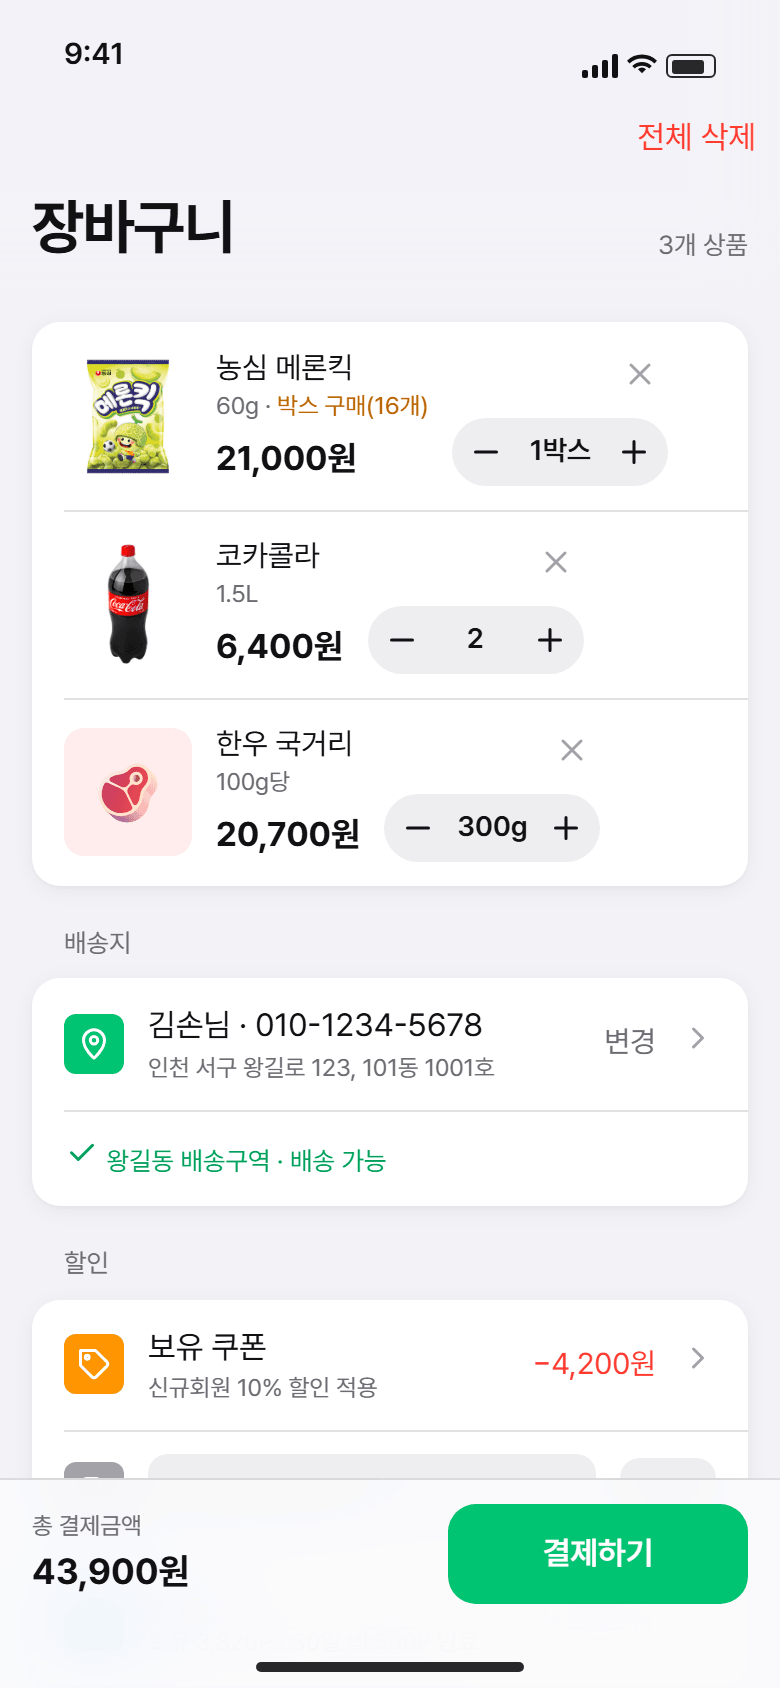 9:41
전체 삭제
장바구니
3개 상품
농심
메론킥
농심 메론킥
60g · 박스 구매(16개)
21,000원
1박스
Coca-Cola
코카콜라
1.5L
6,400원
2
한우 국거리
100g당
20,700원
300g
배송지
김손님 · 010-1234-5678
인천 서구 왕길로 123, 101동 1001호
변경
왕길동 배송구역 · 배송 가능
할인
보유 쿠폰
신규회원 10% 할인 적용
−4,200원
총 결제금액
43,900원
결제하기